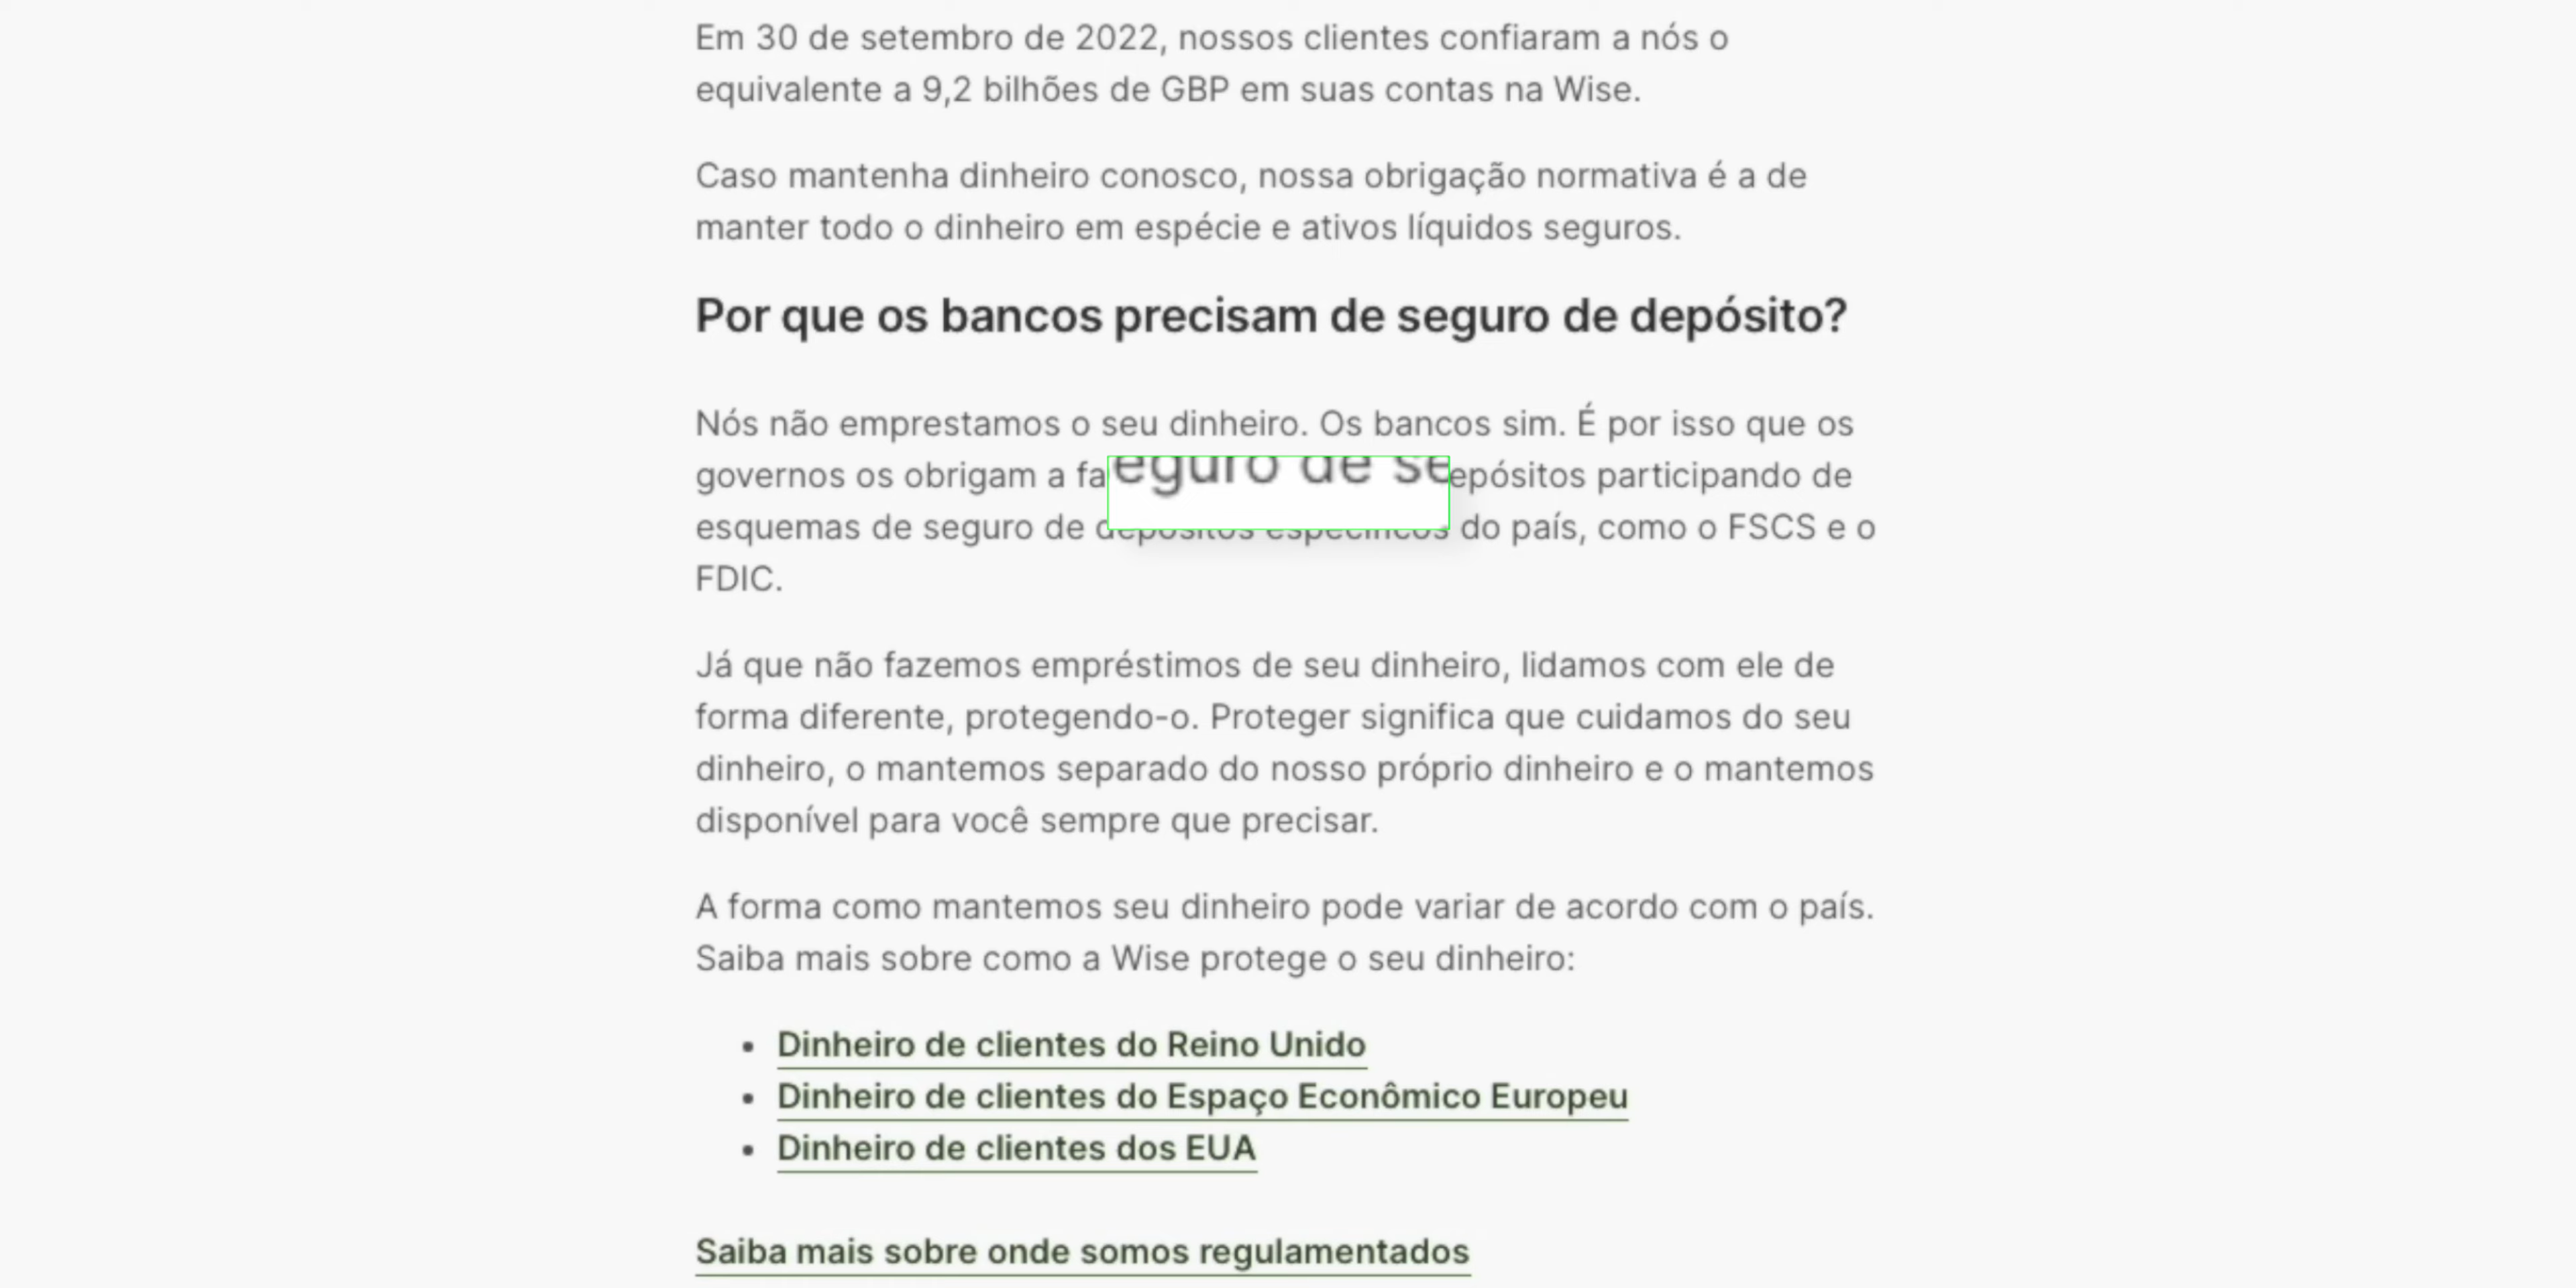 Em 30 de setembro de 2022, nossos clientes confiaram a nós o
equivalente a 9,2 bilhões de GBP em suas contas na Wise.
Caso mantenha dinheiro conosco, nossa obrigação normativa é a de
manter todo o dinheiro em espécie e ativos líquidos seguros.
Por que os bancos precisam de seguro de depósito?
Nós não emprestamos o seu dinheiro. Os bancos sim. É por isso que os
governos os obrigam a fa eguro de se epósitos participando de
esquemas de seguro de depósitos específicos do país, como o FSCS e o
FDIC.
Já que não fazemos empréstimos de seu dinheiro, lidamos com ele de
forma diferente, protegendo-o. Proteger significa que cuidamos do seu
dinheiro, o mantemos separado do nosso próprio dinheiro e o mantemos
disponível para você sempre que precisar.
A forma como mantemos seu dinheiro pode variar de acordo com o país.
Saiba mais sobre como a Wise protege o seu dinheiro:
• Dinheiro de clientes do Reino Unido
• Dinheiro de clientes do Espaço Econômico Europeu
• Dinheiro de clientes dos EUA
Saiba mais sobre onde somos regulamentados